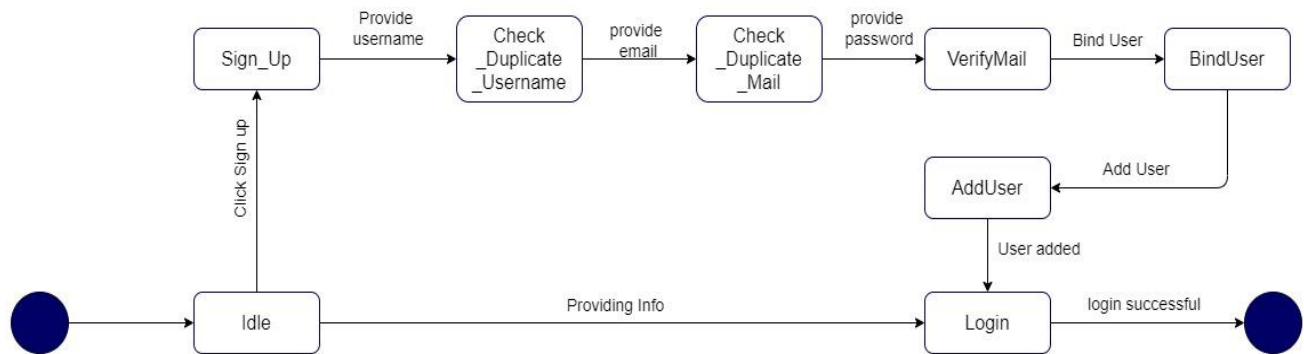 Provide
username
provide
email
provide
password
Bind User
Sign_Up
Check
_Duplicate
_Username
Check
_Duplicate
_Mail
VerifyMail
BindUser
Click Sign up
AddUser
Add User
User added
Idle
Providing Info
Login
login successful